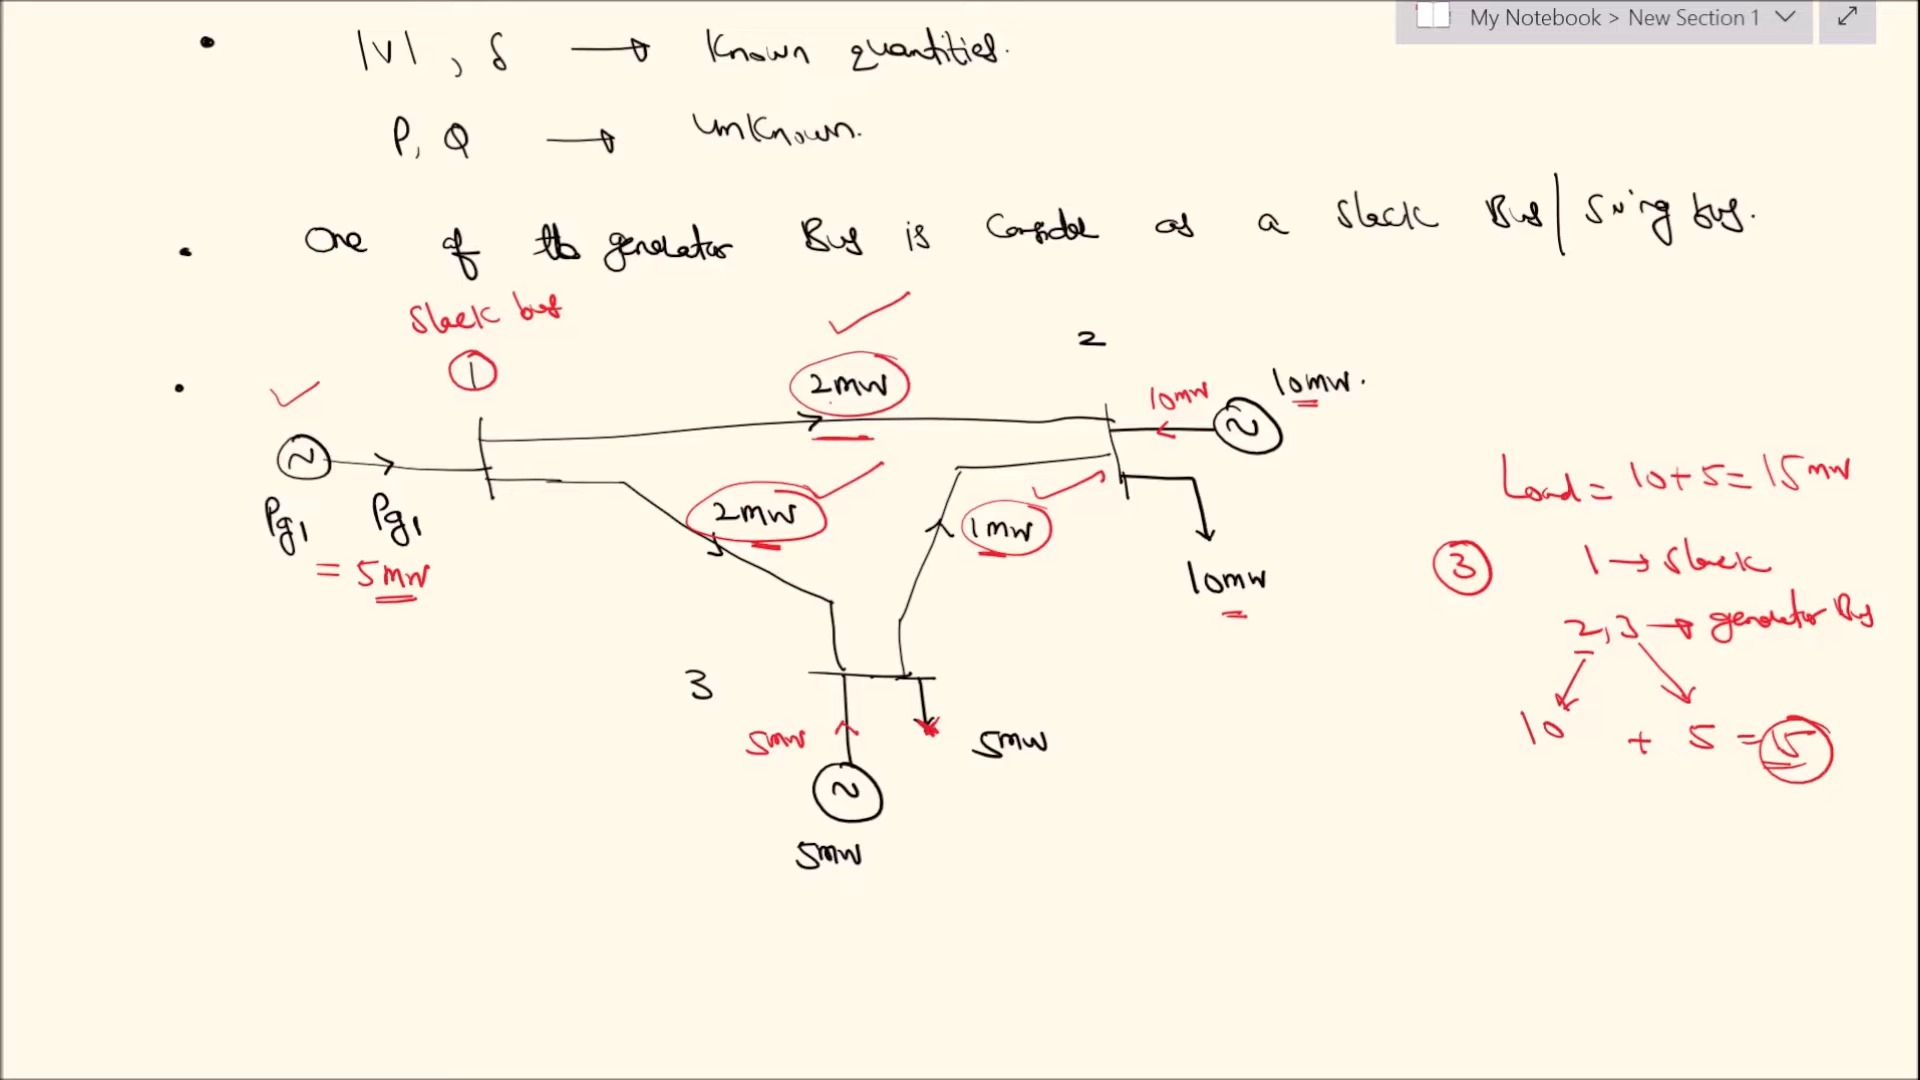 My Notebook > New Section 1
|V| , δ → Known quantities.
P, Q → unknown.
One of the generator Bus is Conside as a Slack Bus | Swing bus.
Slack bus
1
2MW
2
10MW
10MW.
Pg1
Pg1
= 5MW
2MW
1MW
10MW
Load = 10+5 = 15MW
3
1 → Slack
2,3 → generator Bus
10 + 5 = 15
3
5MW
5MW
5MW